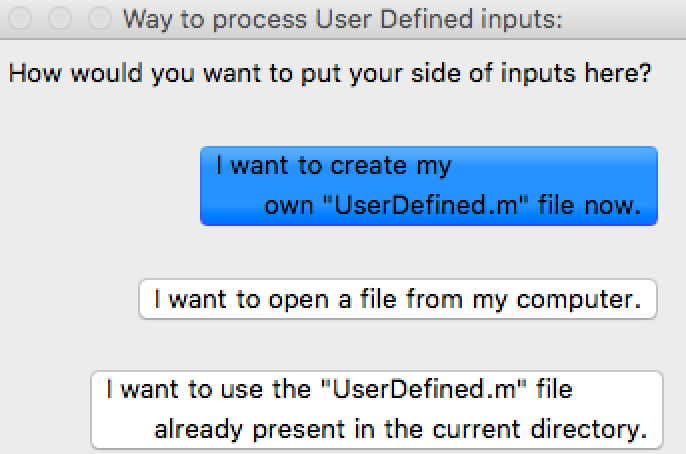 Way to process User Defined inputs:
How would you want to put your side of inputs here?
I want to create my
own "UserDefined.m" file now.
I want to open a file from my computer.
I want to use the "UserDefined.m" file
already present in the current directory.